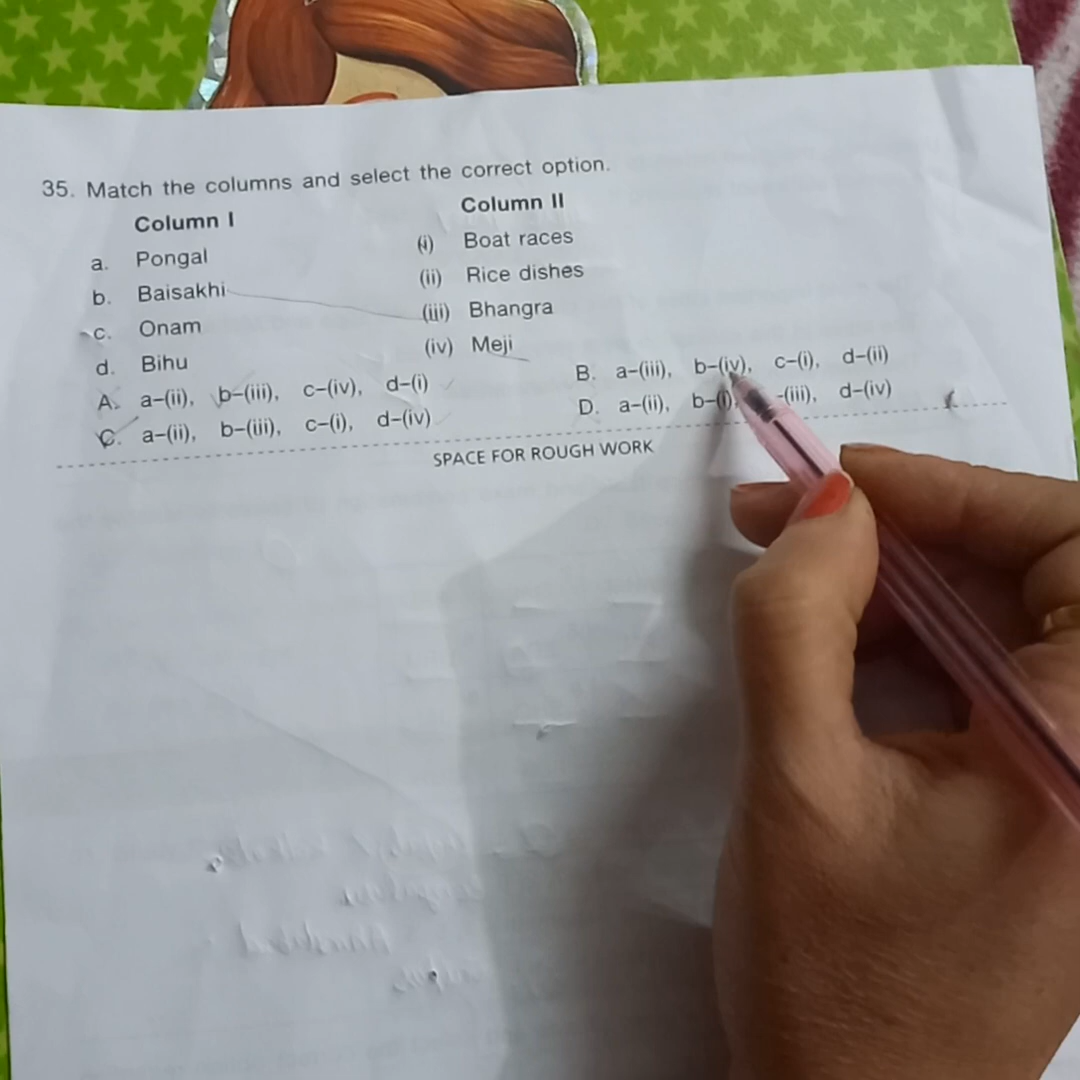 35. Match the columns and select the correct option.
Column I Column II
a. Pongal (i) Boat races
b. Baisakhi (ii) Rice dishes
c. Onam (iii) Bhangra
d. Bihu (iv) Meji
A. a–(ii), b–(iii), c–(iv), d–(i) B. a–(iii), b–(iv), c–(i), d–(ii)
C. a–(ii), b–(iii), c–(i), d–(iv) D. a–(ii), b–(i), –(iii), d–(iv)
SPACE FOR ROUGH WORK